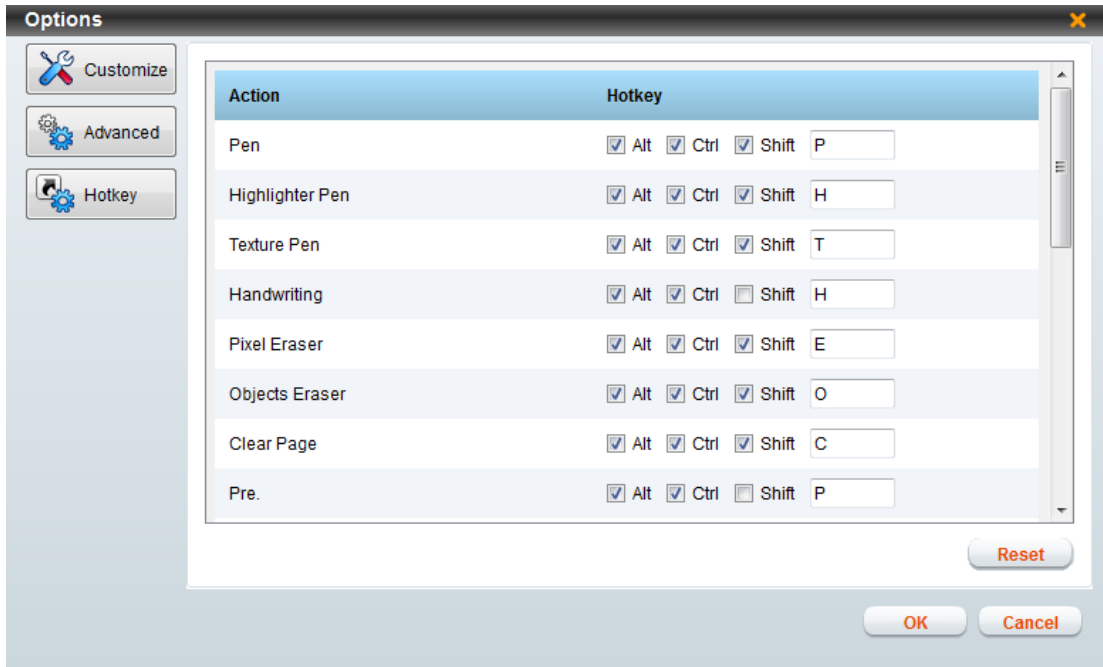 Options
Customize
Advanced
Hotkey
Action Hotkey
Pen Alt Ctrl Shift P
Highlighter Pen Alt Ctrl Shift H
Texture Pen Alt Ctrl Shift T
Handwriting Alt Ctrl Shift H
Pixel Eraser Alt Ctrl Shift E
Objects Eraser Alt Ctrl Shift O
Clear Page Alt Ctrl Shift C
Pre. Alt Ctrl Shift P
Reset
OK Cancel